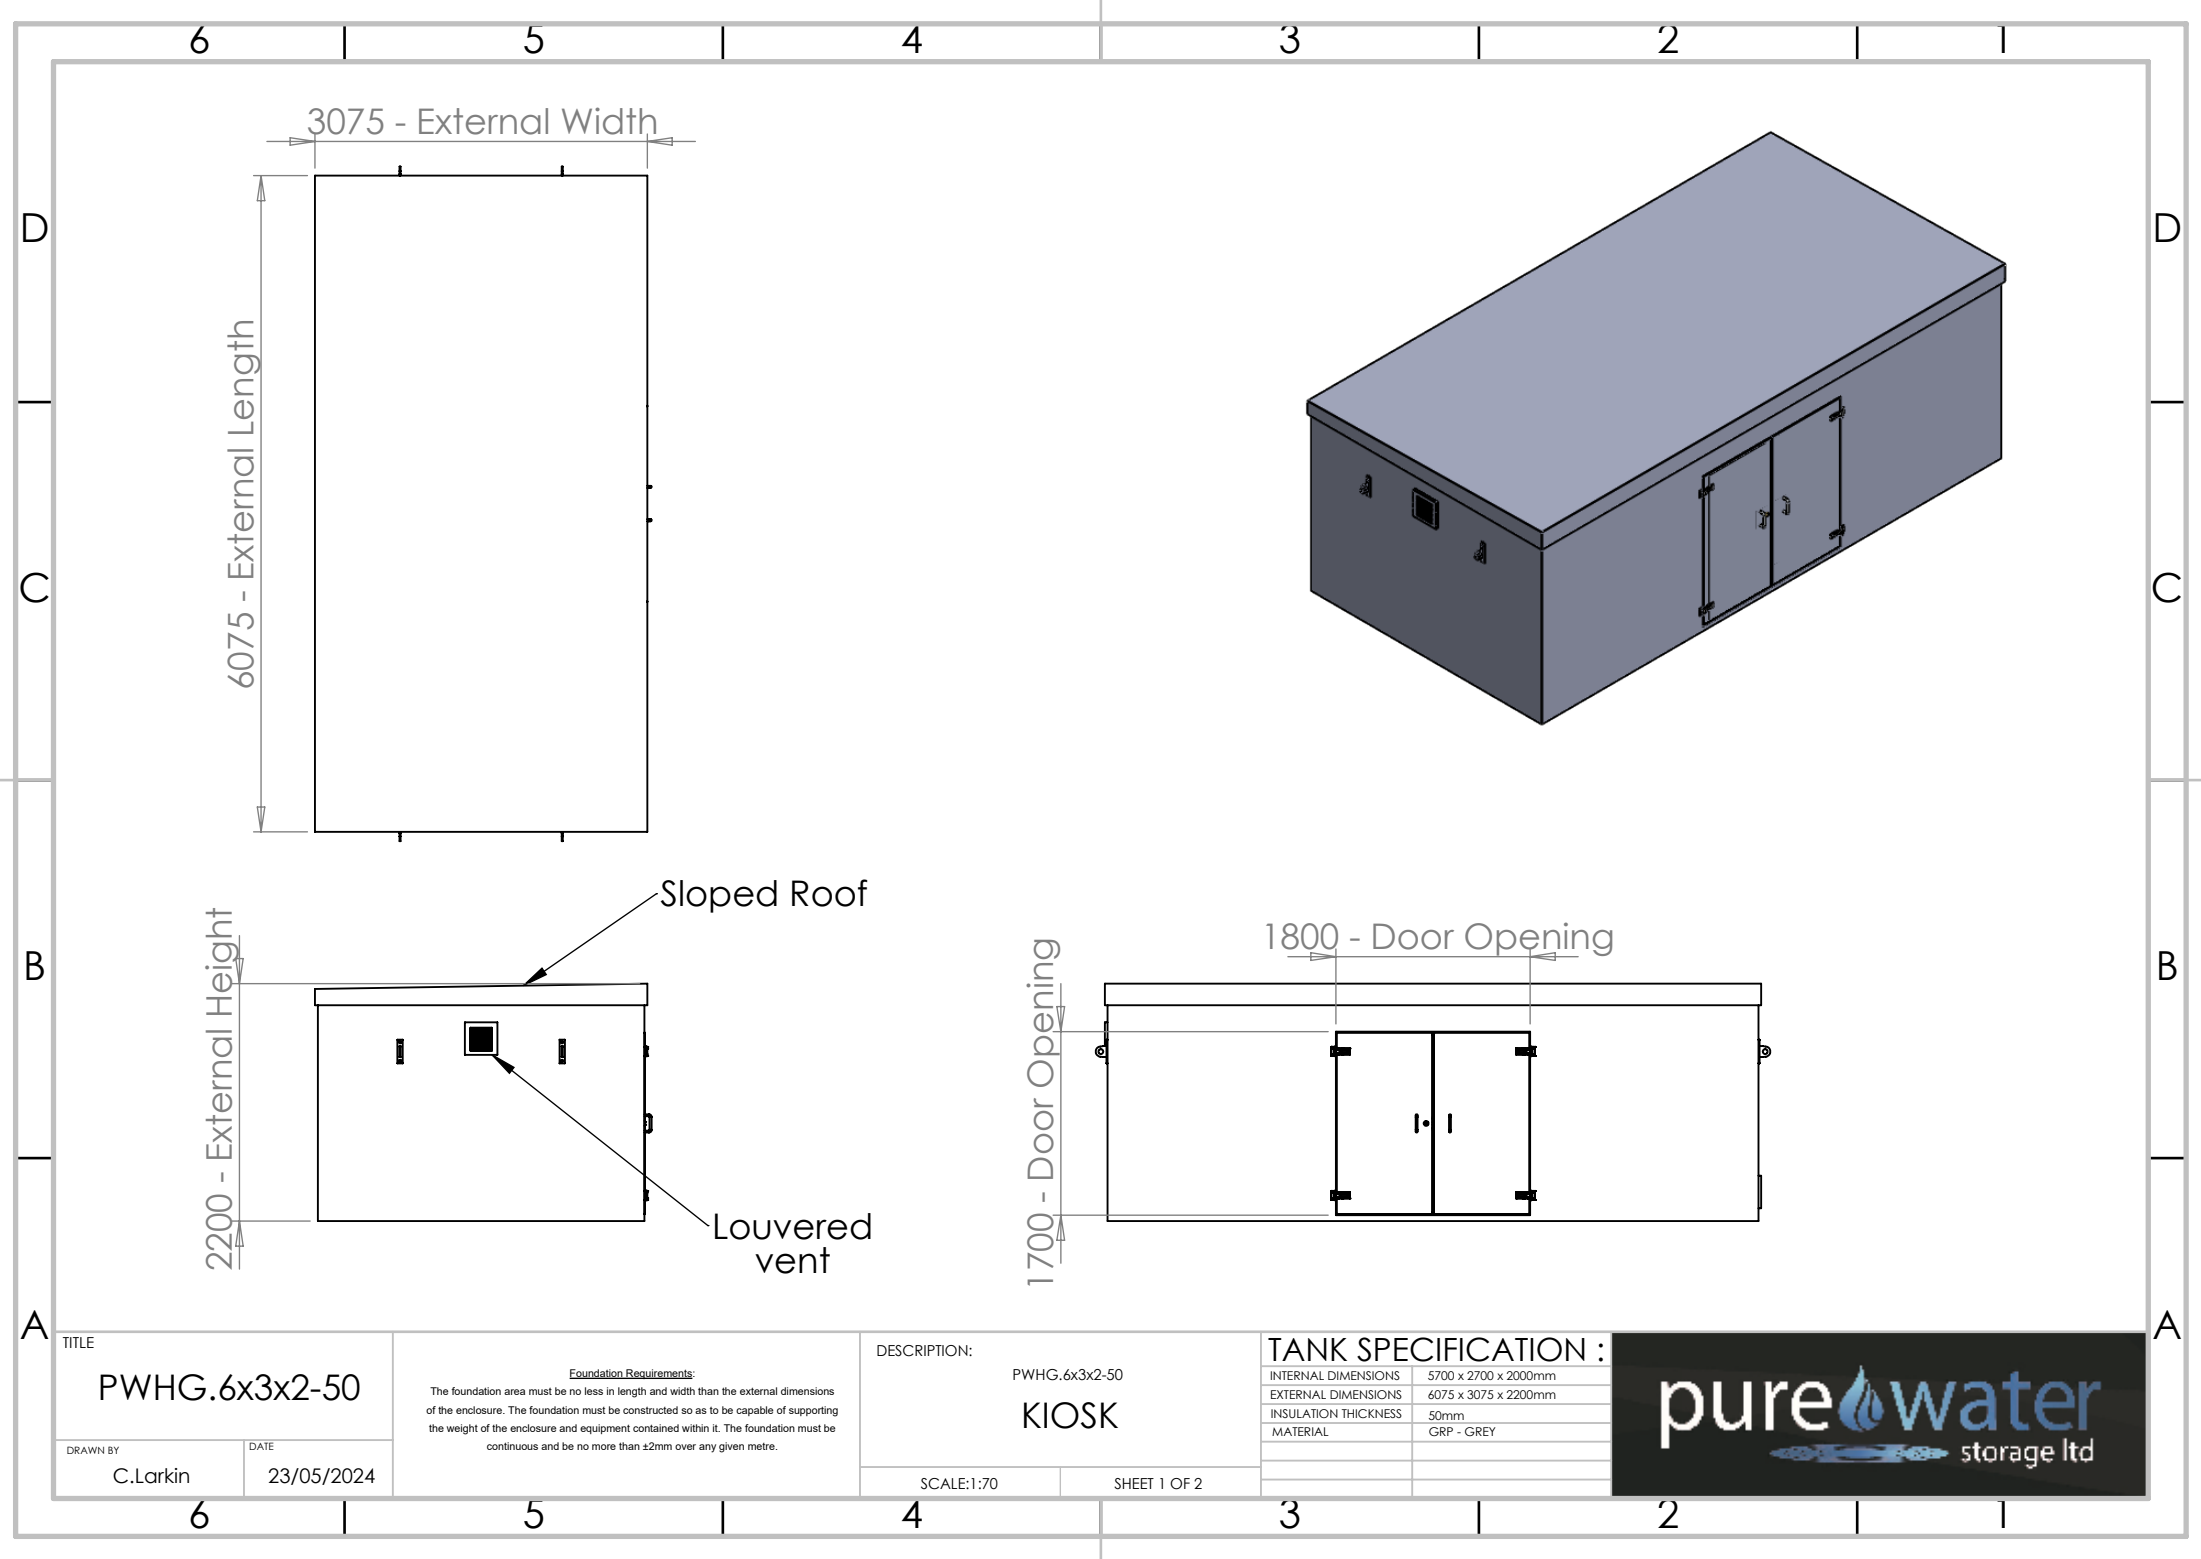 6 5 4 3 2 1
D
D
C
C
B
B
A
A
3075 - External Width
6075 - External Length
Sloped Roof
2200 - External Height
Louvered
vent
1800 - Door Opening
1700 - Door Opening
TITLE
PWHG.6x3x2-50
DRAWN BY
C.Larkin
DATE
23/05/2024
Foundation Requirements:
The foundation area must be no less in length and width than the external dimensions
of the enclosure. The foundation must be constructed so as to be capable of supporting
the weight of the enclosure and equipment contained within it. The foundation must be
continuous and be no more than ±2mm over any given metre.
DESCRIPTION:
PWHG.6x3x2-50
KIOSK
SCALE:1:70
SHEET 1 OF 2
TANK SPECIFICATION :
INTERNAL DIMENSIONS 5700 x 2700 x 2000mm
EXTERNAL DIMENSIONS 6075 x 3075 x 2200mm
INSULATION THICKNESS 50mm
MATERIAL GRP - GREY
pure water
storage ltd
6 5 4 3 2 1